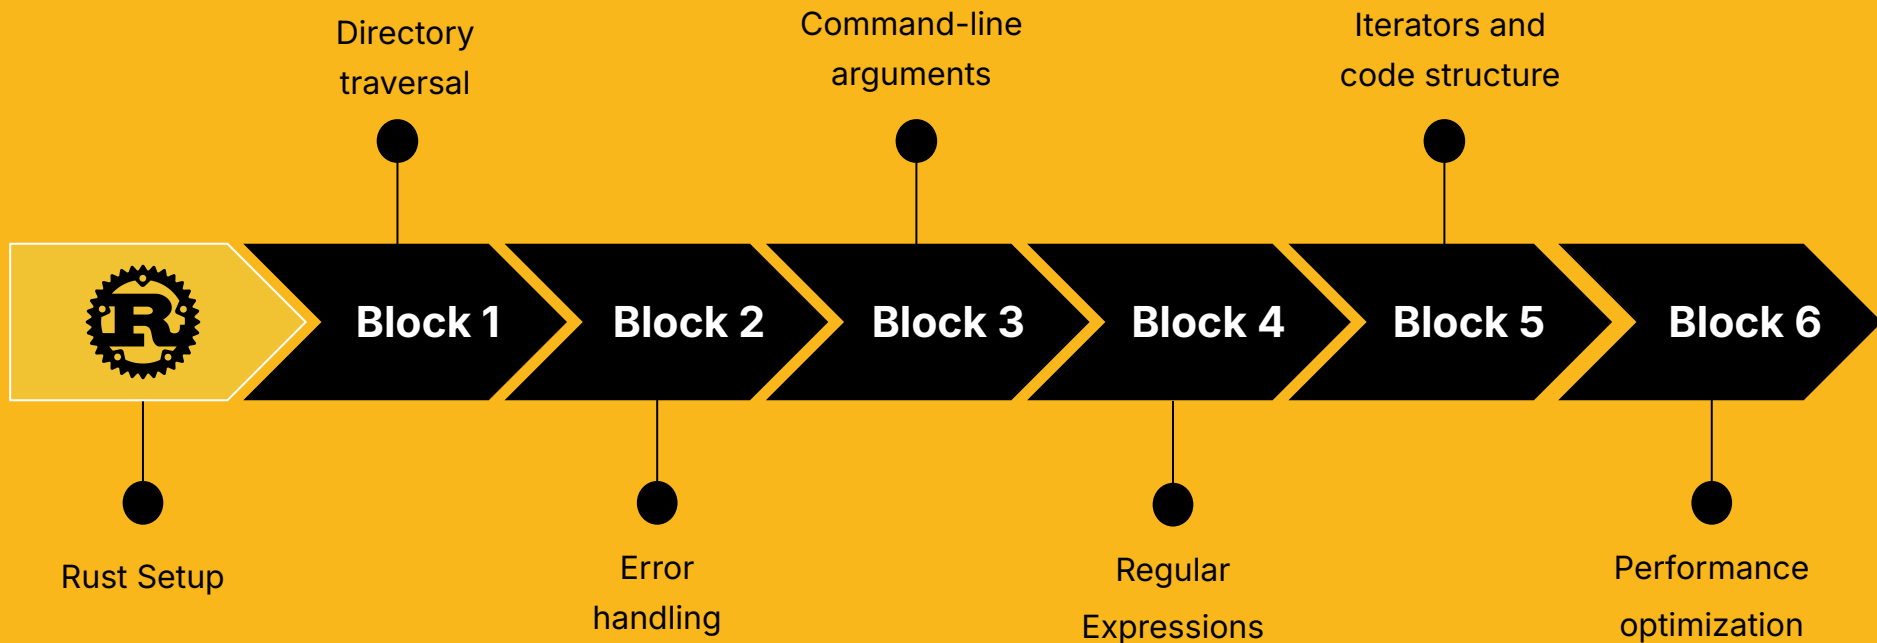 Directory
traversal
Command-line
arguments
Iterators and
code structure
R
Block 1
Block 2
Block 3
Block 4
Block 5
Block 6
Rust Setup
Error
handling
Regular
Expressions
Performance
optimization